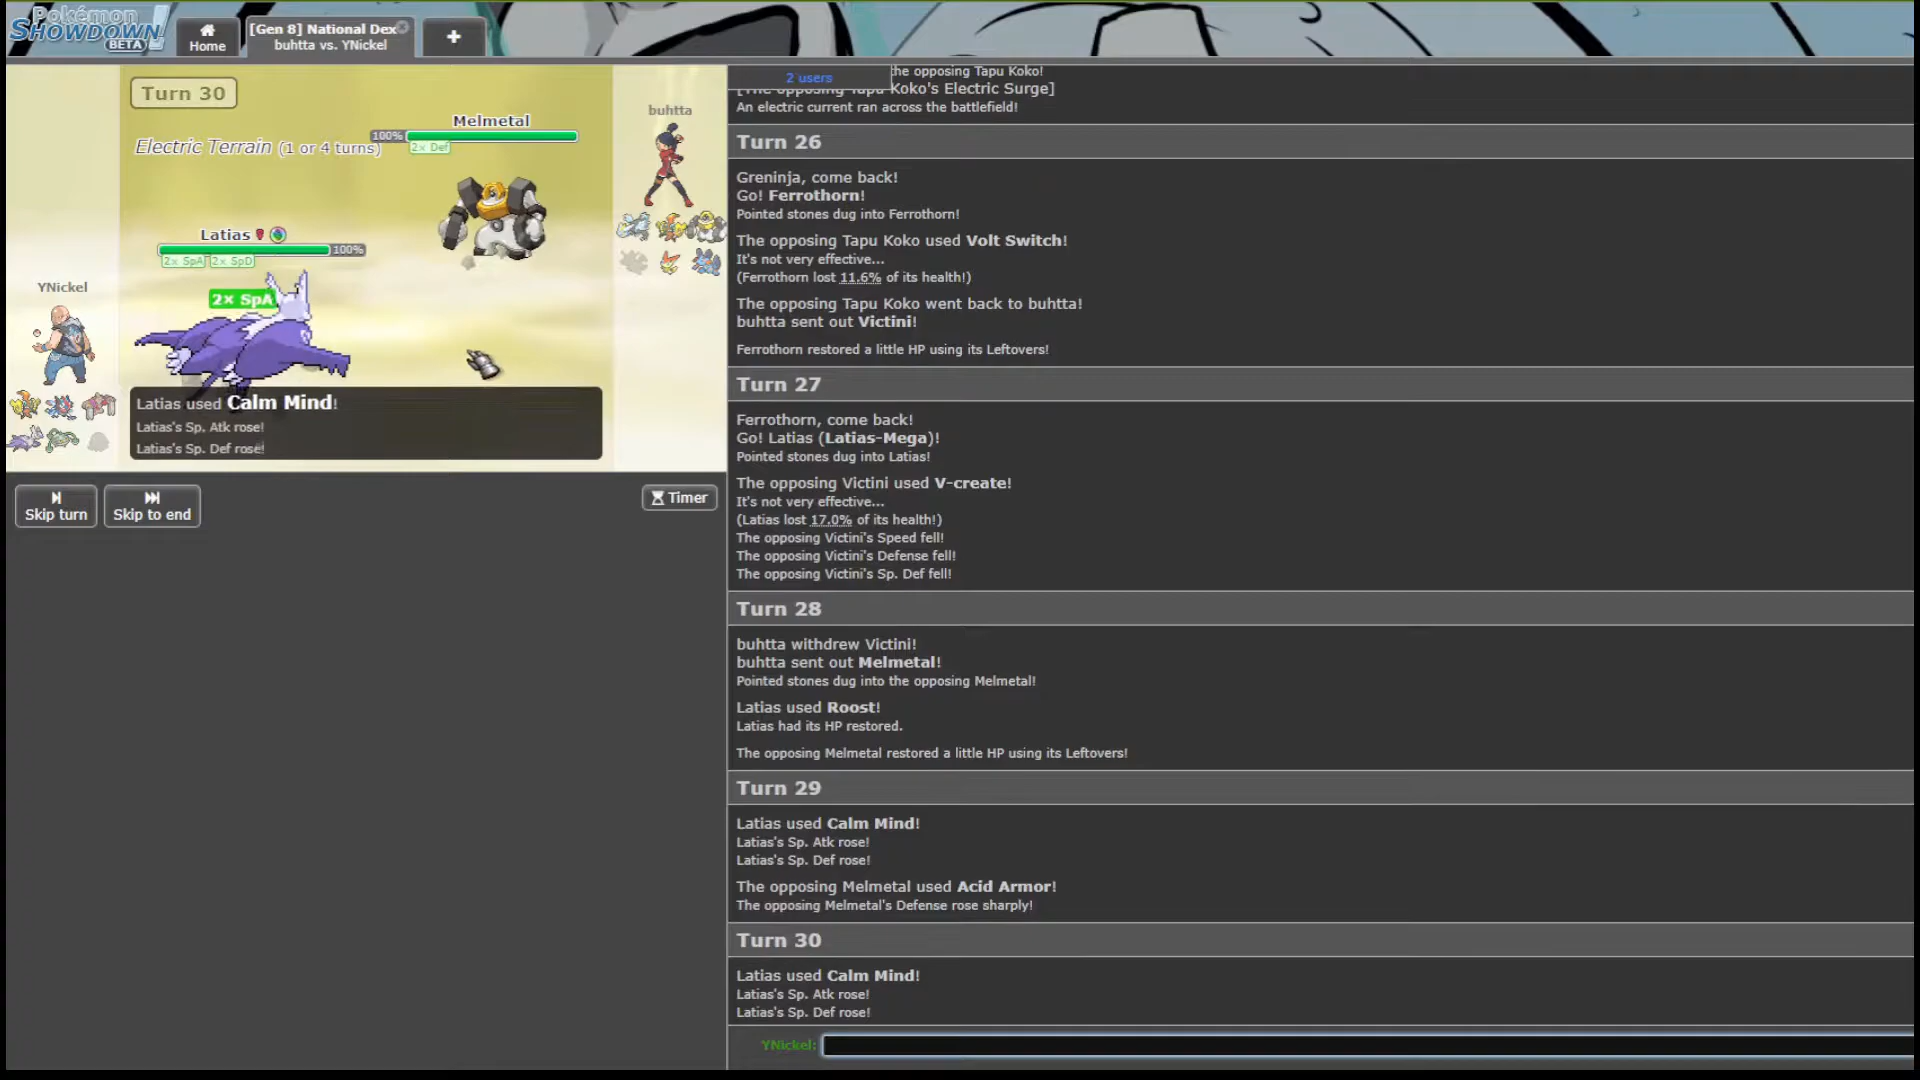 Pokémon
SHOWDOWN!
BETA
Home
[Gen 8] National Dex
buhtta vs. YNickel
Turn 30
Electric Terrain (1 or 4 turns)
Melmetal
100%
2× Def
buhtta
Latias
100%
2× SpA 2× SpD
2× SpA
YNickel
Latias used Calm Mind!
Latias's Sp. Atk rose!
Latias's Sp. Def rose!
Skip turn
Skip to end
Timer
2 users
the opposing Tapu Koko!
[The opposing Tapu Koko's Electric Surge]
An electric current ran across the battlefield!
Turn 26
Greninja, come back!
Go! Ferrothorn!
Pointed stones dug into Ferrothorn!
The opposing Tapu Koko used Volt Switch!
It's not very effective...
(Ferrothorn lost 11.6% of its health!)
The opposing Tapu Koko went back to buhtta!
buhtta sent out Victini!
Ferrothorn restored a little HP using its Leftovers!
Turn 27
Ferrothorn, come back!
Go! Latias (Latias-Mega)!
Pointed stones dug into Latias!
The opposing Victini used V-create!
It's not very effective...
(Latias lost 17.0% of its health!)
The opposing Victini's Speed fell!
The opposing Victini's Defense fell!
The opposing Victini's Sp. Def fell!
Turn 28
buhtta withdrew Victini!
buhtta sent out Melmetal!
Pointed stones dug into the opposing Melmetal!
Latias used Roost!
Latias had its HP restored.
The opposing Melmetal restored a little HP using its Leftovers!
Turn 29
Latias used Calm Mind!
Latias's Sp. Atk rose!
Latias's Sp. Def rose!
The opposing Melmetal used Acid Armor!
The opposing Melmetal's Defense rose sharply!
Turn 30
Latias used Calm Mind!
Latias's Sp. Atk rose!
Latias's Sp. Def rose!
YNickel: